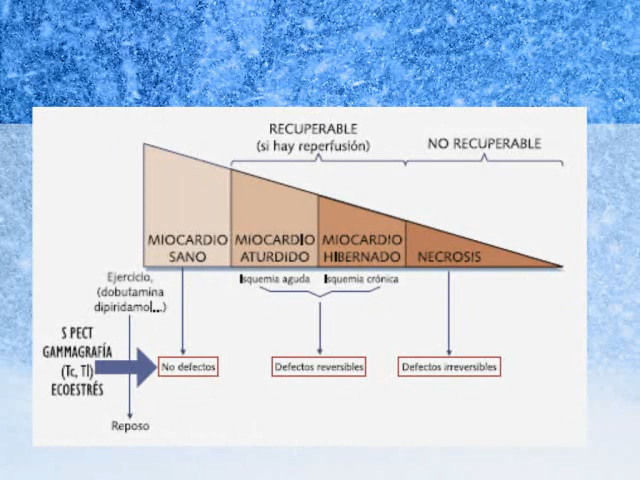 RECUPERABLE
(si hay reperfusión)
NO RECUPERABLE
MIOCARDIO
SANO
MIOCARDIO
ATURDIDO
MIOCARDIO
HIBERNADO
NECROSIS
Isquemia aguda
Isquemia crónica
Ejercicio,
(dobutamina
dipiridamol...)
S PECT
GAMMAGRAFÍA
(Tc, Tl)
ECOESTRÉS
No defectos
Defectos reversibles
Defectos irreversibles
Reposo